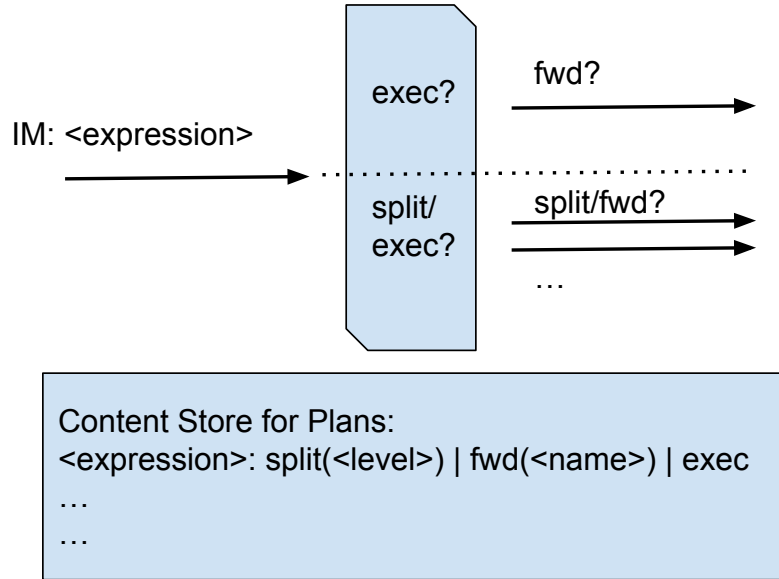 fwd?
exec?
IM: <expression>
split/
exec?
split/fwd?
…
Content Store for Plans:
<expression>: split(<level>) | fwd(<name>) | exec
…
…